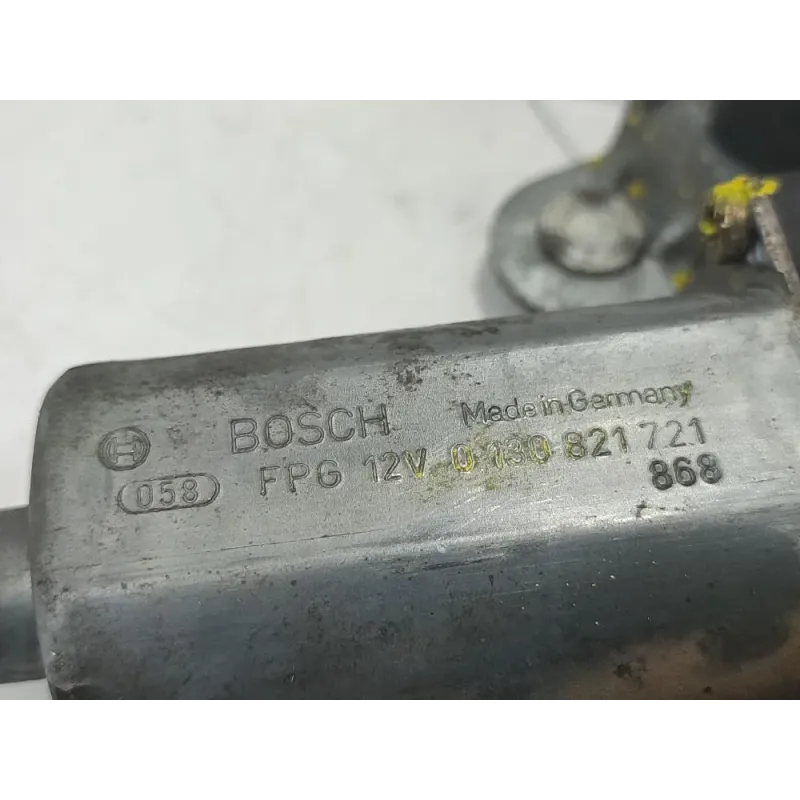 BOSCH Made in Germany
058 FPG 12V 0 130 821 721
868